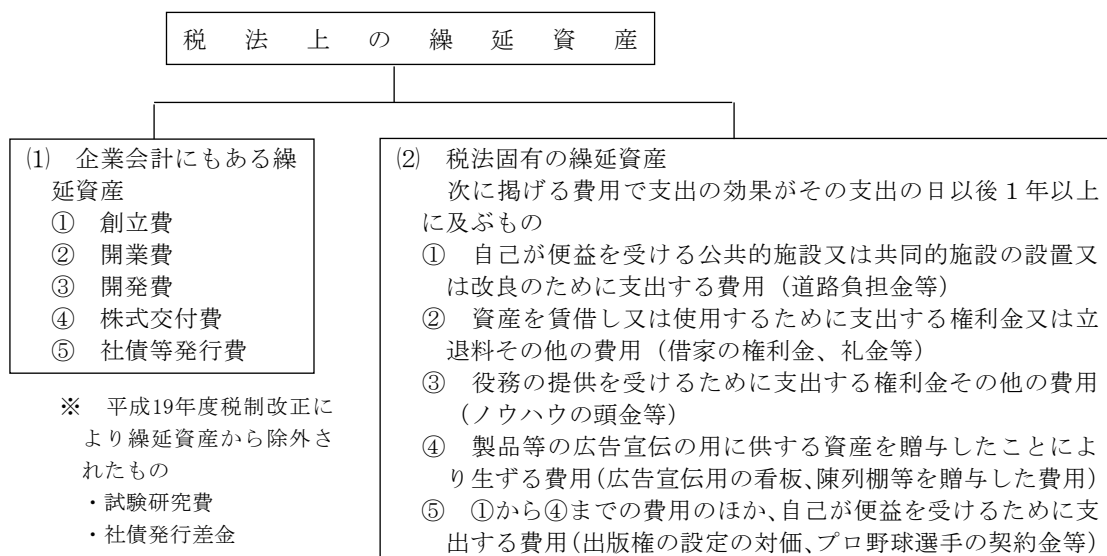 税法上の繰延資産
⑴ 企業会計にもある繰
延資産
① 創立費
② 開業費
③ 開発費
④ 株式交付費
⑤ 社債等発行費
※ 平成19年度税制改正に
より繰延資産から除外さ
れたもの
・試験研究費
・社債発行差金
⑵ 税法固有の繰延資産
次に掲げる費用で支出の効果がその支出の日以後1年以上
に及ぶもの
① 自己が便益を受ける公共的施設又は共同的施設の設置又
は改良のために支出する費用（道路負担金等）
② 資産を賃借し又は使用するために支出する権利金又は立
退料その他の費用（借家の権利金、礼金等）
③ 役務の提供を受けるために支出する権利金その他の費用
（ノウハウの頭金等）
④ 製品等の広告宣伝の用に供する資産を贈与したことによ
り生ずる費用（広告宣伝用の看板、陳列棚等を贈与した費用）
⑤ ①から④までの費用のほか、自己が便益を受けるために支
出する費用（出版権の設定の対価、プロ野球選手の契約金等）